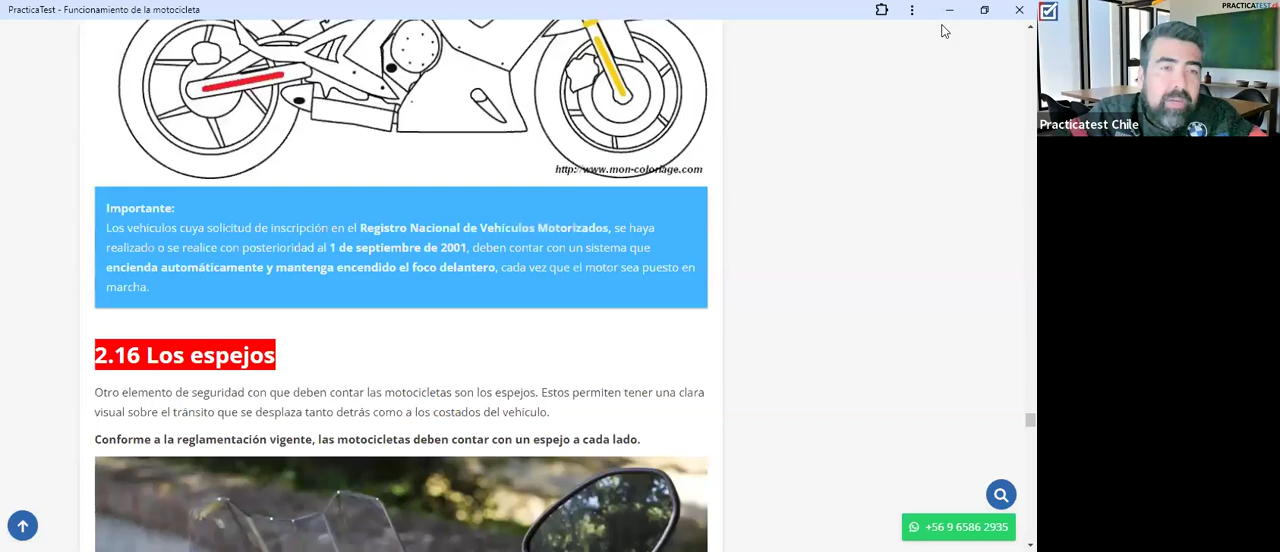 PracticaTest - Funcionamiento de la motocicleta
PRACTICATEST
Practicatest Chile
http://www.mon-coloriage.com
Importante:
Los vehículos cuya solicitud de inscripción en el Registro Nacional de Vehículos Motorizados, se haya
realizado o se realice con posterioridad al 1 de septiembre de 2001, deben contar con un sistema que
encienda automáticamente y mantenga encendido el foco delantero, cada vez que el motor sea puesto en
marcha.
2.16 Los espejos
Otro elemento de seguridad con que deben contar las motocicletas son los espejos. Estos permiten tener una clara
visual sobre el tránsito que se desplaza tanto detrás como a los costados del vehículo.
Conforme a la reglamentación vigente, las motocicletas deben contar con un espejo a cada lado.
+56 9 6586 2935